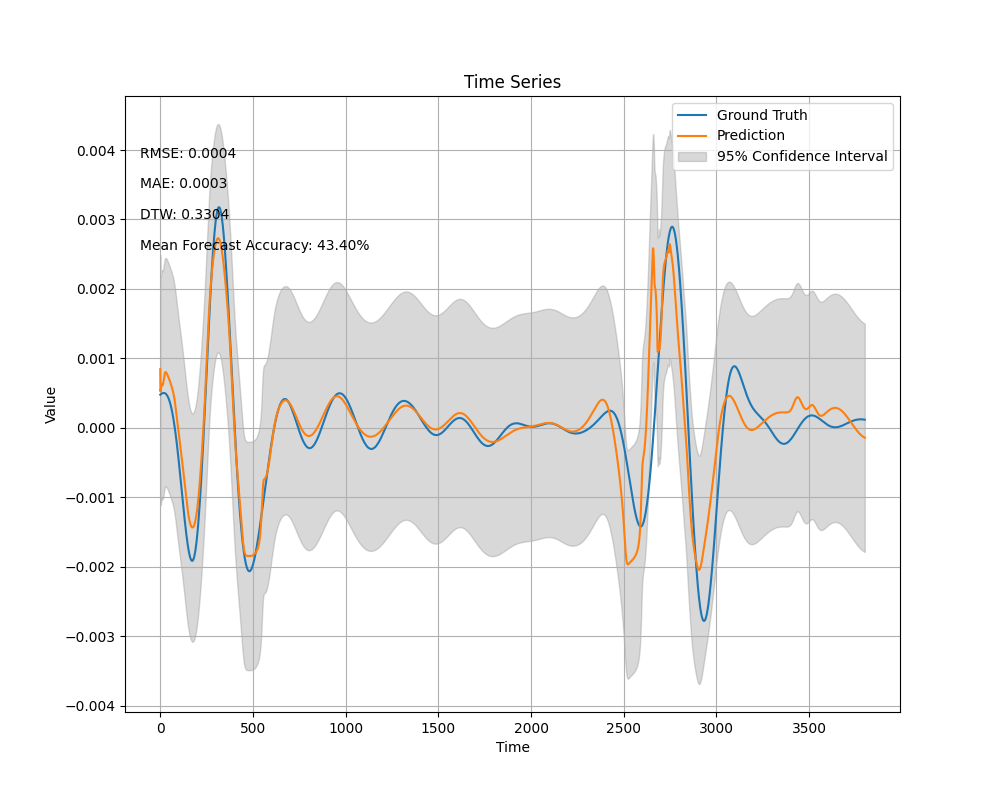 Time Series
Ground Truth
Prediction
95% Confidence Interval
RMSE: 0.0004
MAE: 0.0003
DTW: 0.3304
Mean Forecast Accuracy: 43.40%
0.004
0.003
0.002
0.001
0.000
−0.001
−0.002
−0.003
−0.004
Value
0 500 1000 1500 2000 2500 3000 3500
Time